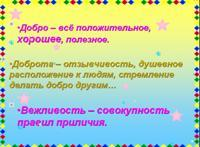 •Добро – всё положительное,
хорошее, полезное.
•Доброта – отзывчивость, душевное
расположение к людям, стремление
делать добро другим…
•Вежливость – совокупность
правил приличия.